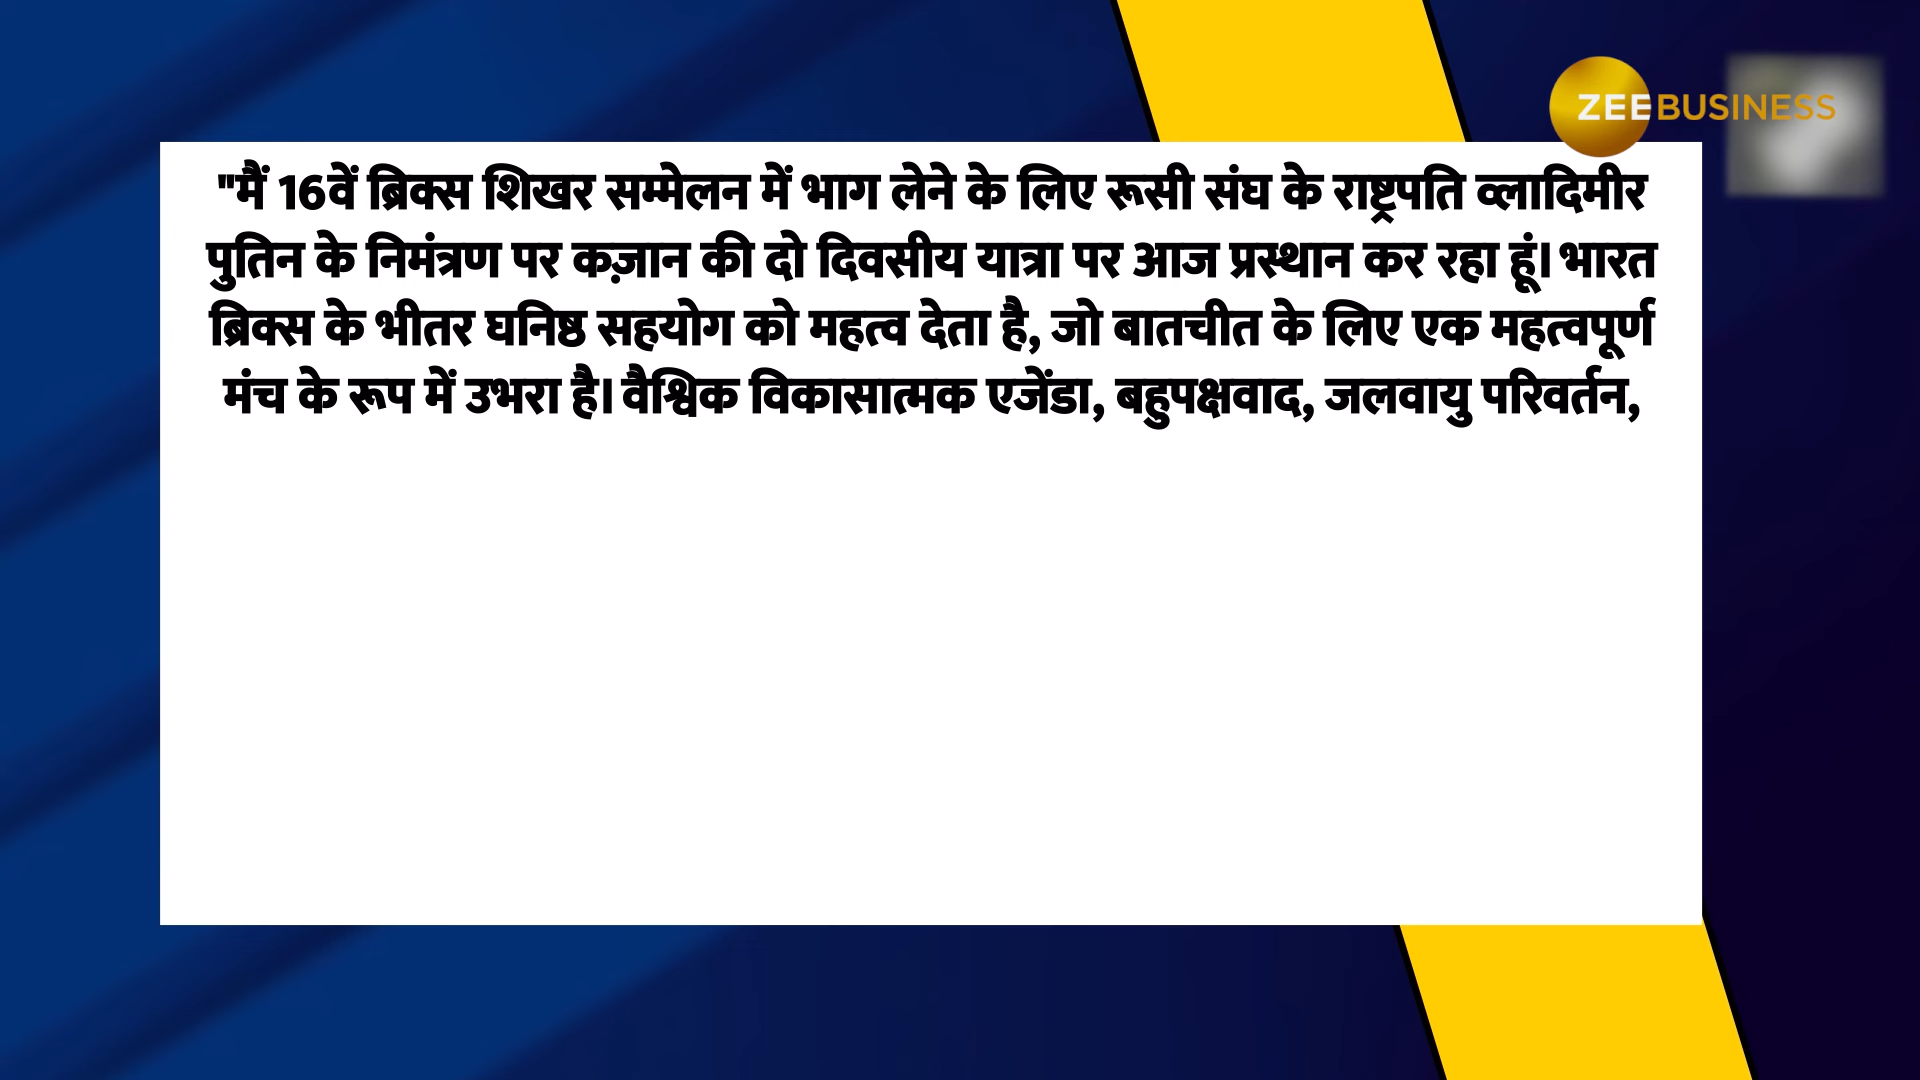 ZEEBUSINESS
"मैं 16वें ब्रिक्स शिखर सम्मेलन में भाग लेने के लिए रूसी संघ के राष्ट्रपति व्लादिमीर
पुतिन के निमंत्रण पर कज़ान की दो दिवसीय यात्रा पर आज प्रस्थान कर रहा हूं। भारत
ब्रिक्स के भीतर घनिष्ठ सहयोग को महत्व देता है, जो बातचीत के लिए एक महत्वपूर्ण
मंच के रूप में उभरा है। वैश्विक विकासात्मक एजेंडा, बहुपक्षवाद, जलवायु परिवर्तन,